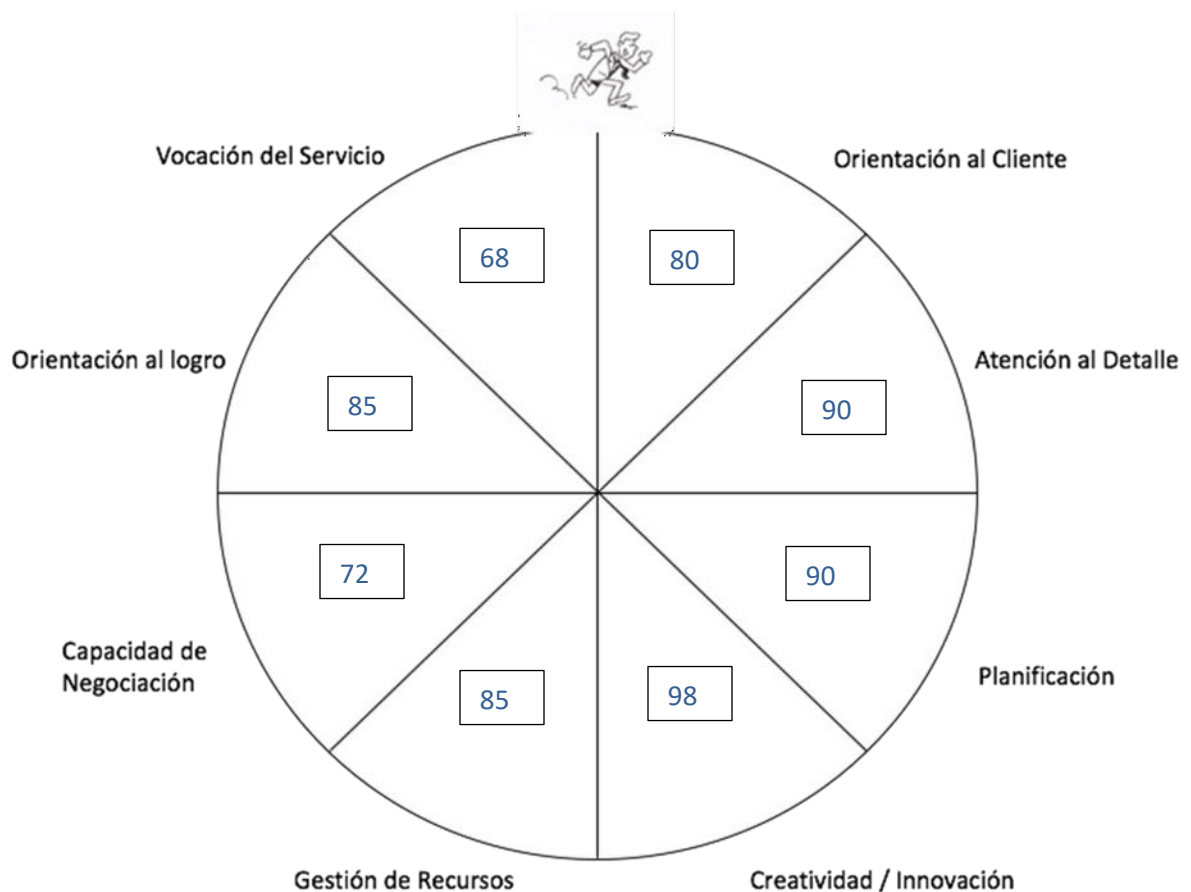 Vocación del Servicio
Orientación al Cliente
68
80
Orientación al logro
Atención al Detalle
85
90
72
90
Capacidad de
Negociación
Planificación
85
98
Gestión de Recursos
Creatividad / Innovación